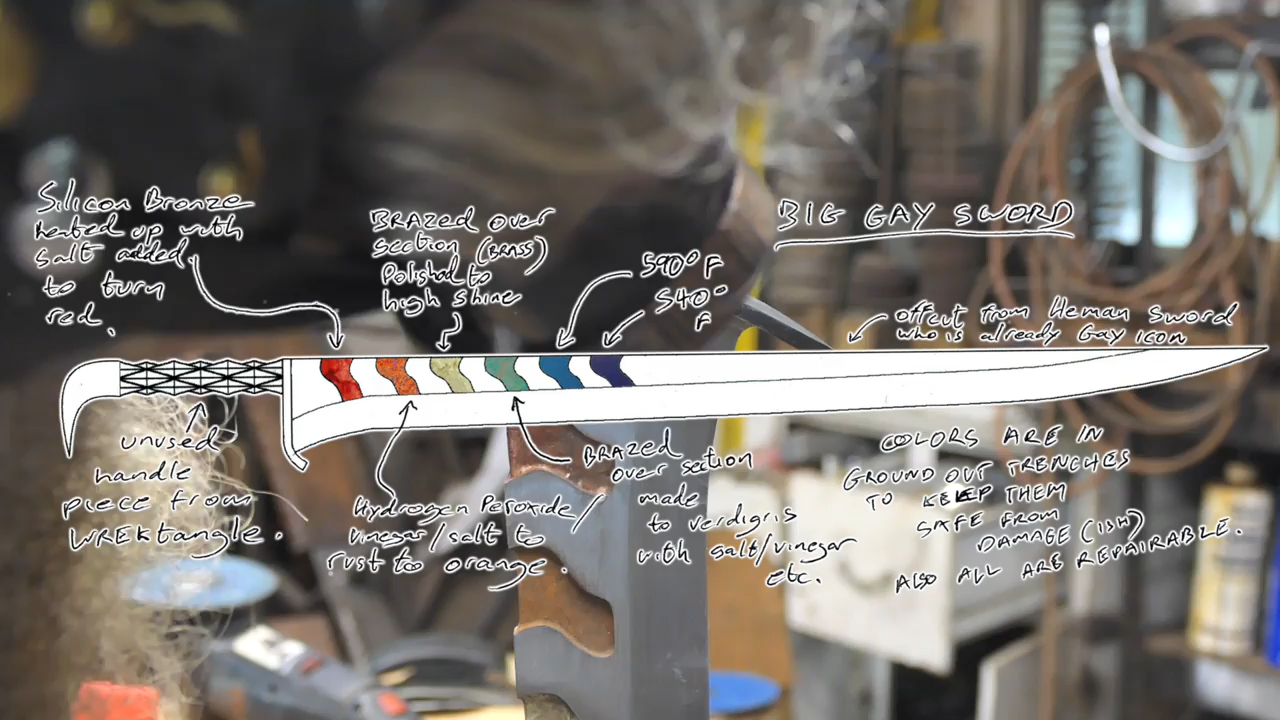 BIG GAY SWORD
Silicon Bronze
heated up with
salt added
to turn
red.
BRAZED over
section (BRASS)
Polished to
high shine
590° F
540°
F
offcut from Heman Sword
who is already Gay icon
unused
handle
piece from
WREKtangle.
Hydrogen Peroxide/
vinegar/salt to
rust to orange.
BRAZED
over section
made
to verdigris
with salt/vinegar
etc.
COLORS ARE IN
GROUND OUT TRENCHES
TO KEEP THEM
SAFE FROM
DAMAGE (ISH)
ALSO ALL ARE REPAIRABLE.